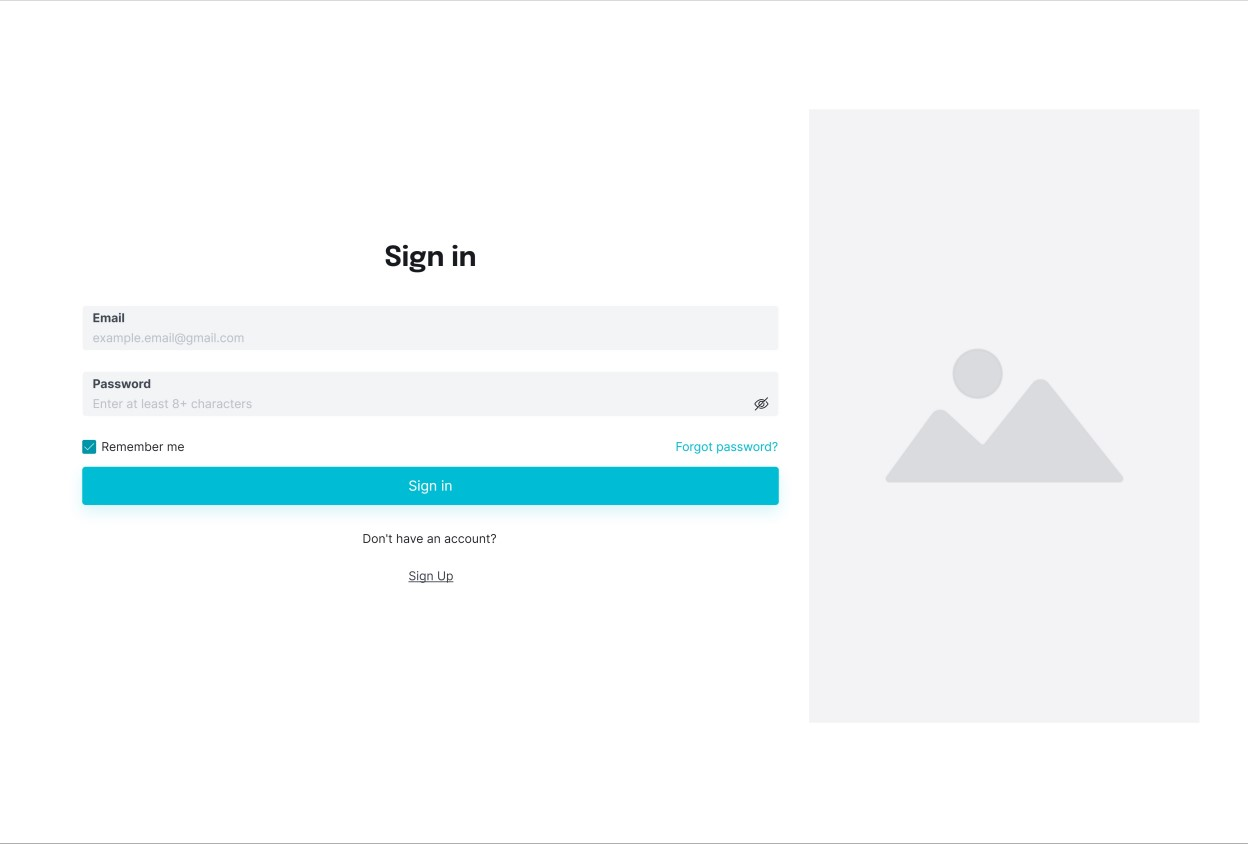 Sign in
Email
example.email@gmail.com
Password
Enter at least 8+ characters
Remember me
Forgot password?
Sign in
Don't have an account?
Sign Up